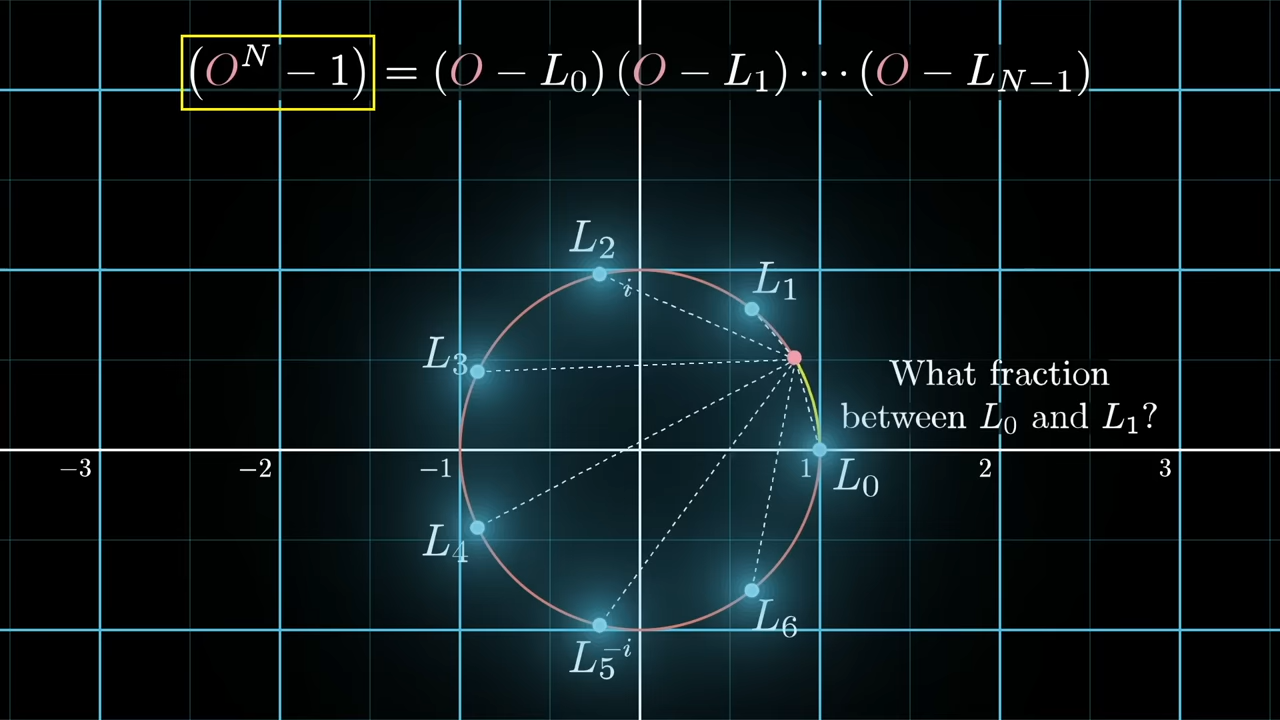 (O^N − 1) = (O − L_0) (O − L_1) ⋯ (O − L_{N−1})
L_2
i
L_1
L_3
What fraction
between L_0 and L_1?
−3
−2
−1
1
2
3
L_0
L_4
L_6
L_5
−i